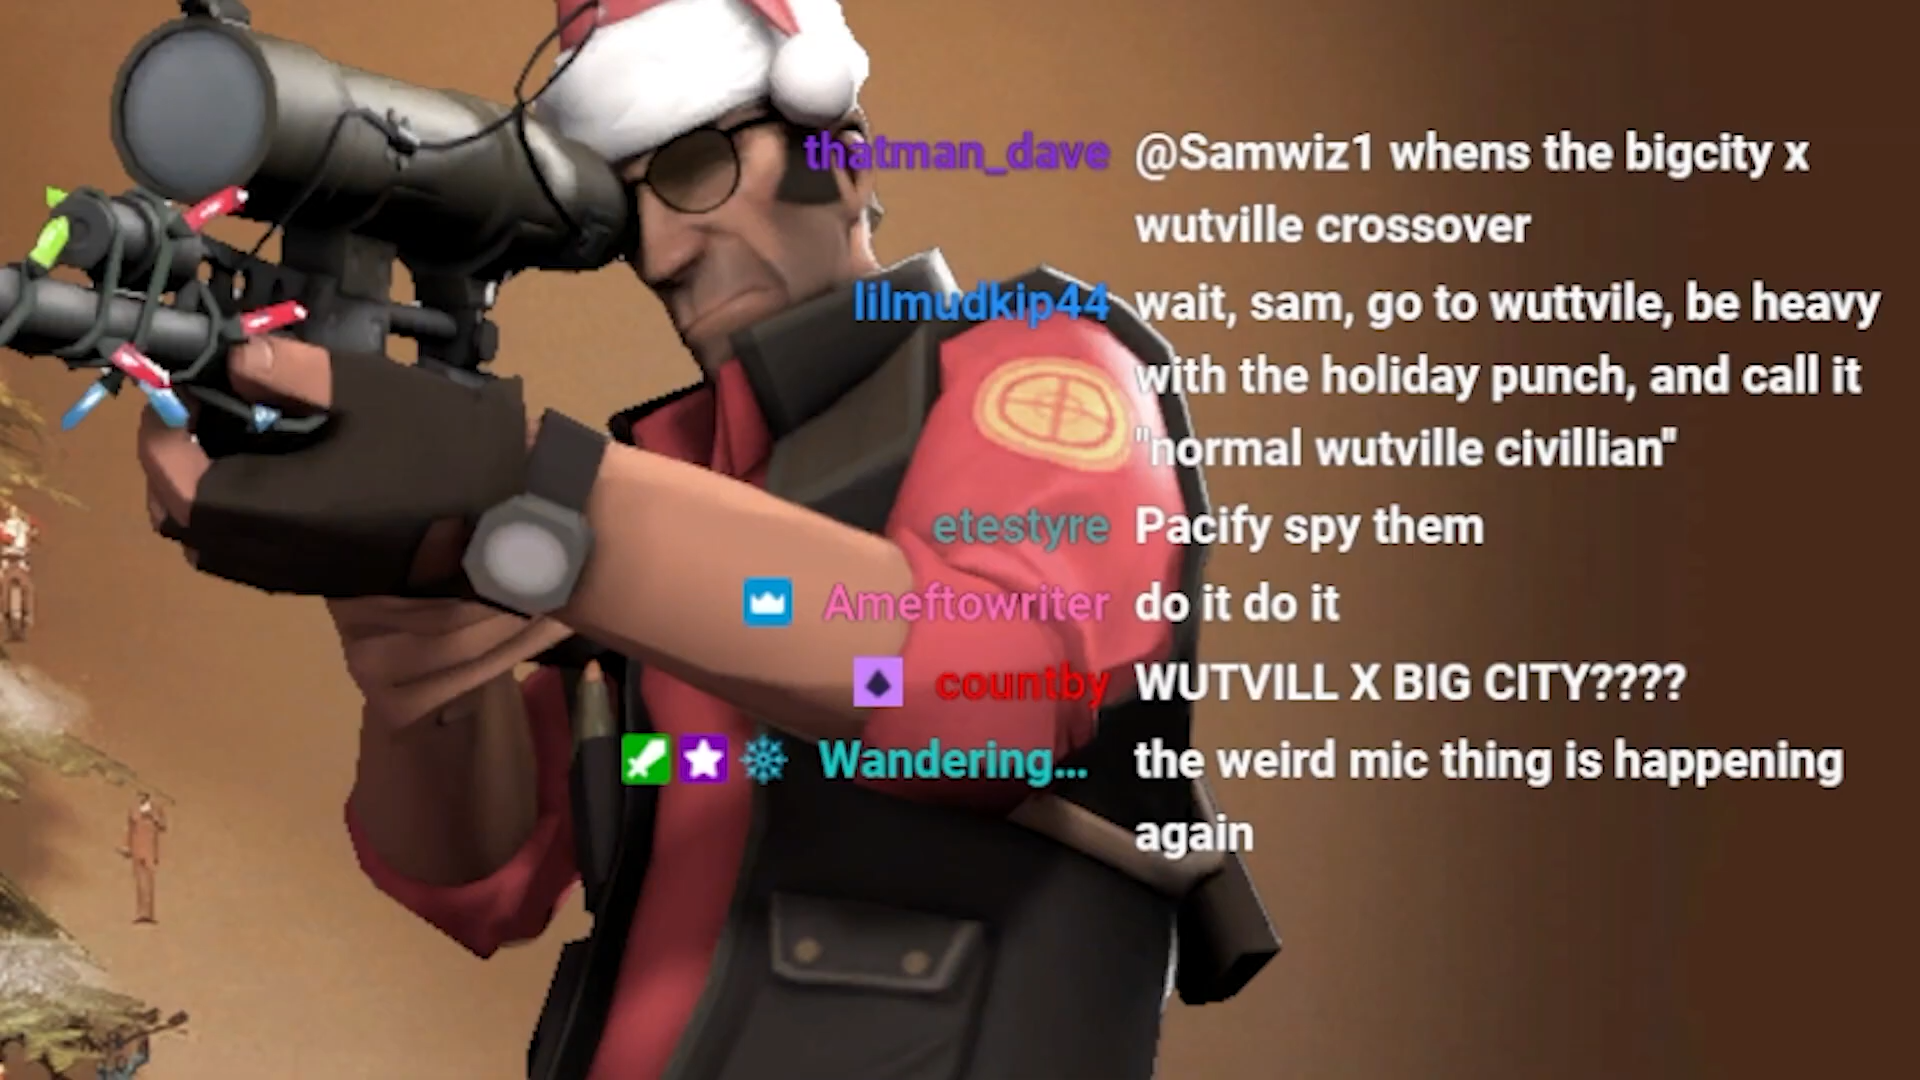 thatman_dave @Samwiz1 whens the bigcity x
wutville crossover
lilmudkip44 wait, sam, go to wuttvile, be heavy
with the holiday punch, and call it
"normal wutville civillian"
etestyre Pacify spy them
Ameftowriter do it do it
countby WUTVILL X BIG CITY????
Wandering... the weird mic thing is happening
again